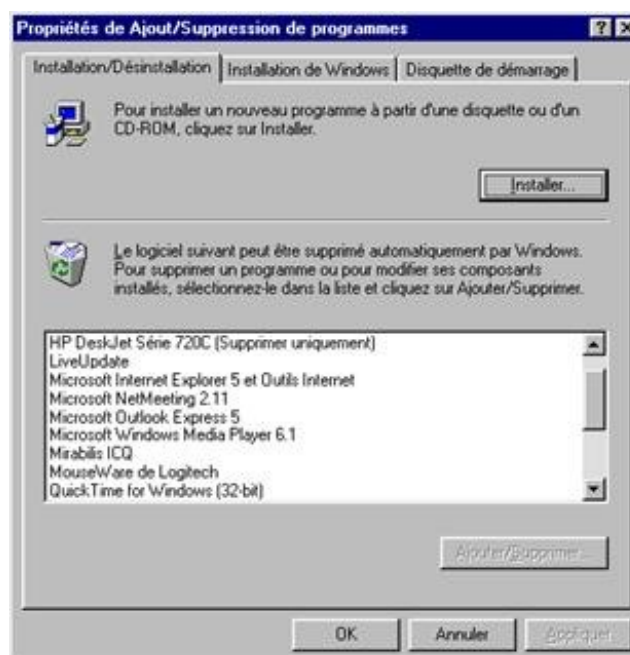 Propriétés de Ajout/Suppression de programmes
Installation/Désinstallation
Installation de Windows
Disquette de démarrage
Pour installer un nouveau programme à partir d'une disquette ou d'un
CD-ROM, cliquez sur Installer.
Installer...
Le logiciel suivant peut être supprimé automatiquement par Windows.
Pour supprimer un programme ou pour modifier ses composants
installés, sélectionnez-le dans la liste et cliquez sur Ajouter/Supprimer.
HP DeskJet Série 720C (Supprimer uniquement)
LiveUpdate
Microsoft Internet Explorer 5 et Outils Internet
Microsoft NetMeeting 2.11
Microsoft Outlook Express 5
Microsoft Windows Media Player 6.1
Mirabilis ICQ
MouseWare de Logitech
QuickTime for Windows (32-bit)
Ajouter/Supprimer...
OK
Annuler
Appliquer